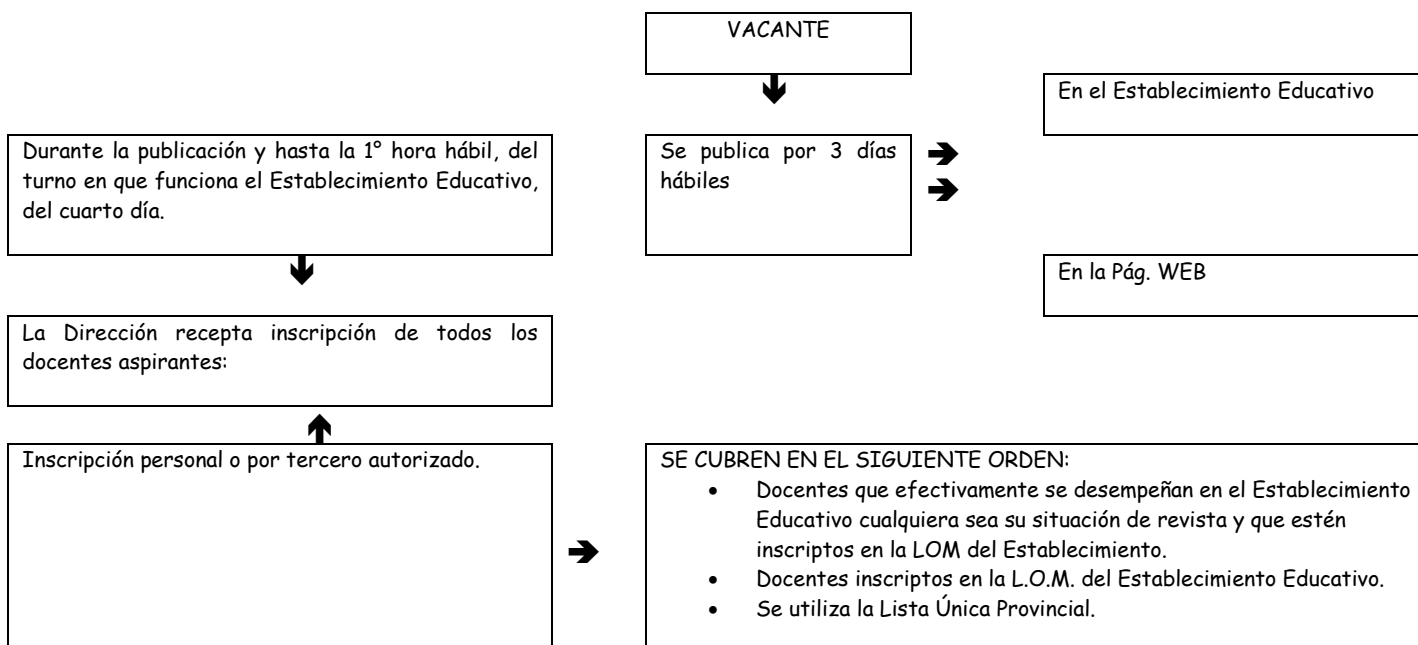 VACANTE
En el Establecimiento Educativo
Se publica por 3 días
hábiles
En la Pág. WEB
Durante la publicación y hasta la 1° hora hábil, del
turno en que funciona el Establecimiento Educativo,
del cuarto día.
La Dirección recepta inscripción de todos los
docentes aspirantes:
Inscripción personal o por tercero autorizado.
SE CUBREN EN EL SIGUIENTE ORDEN:
• Docentes que efectivamente se desempeñan en el Establecimiento
Educativo cualquiera sea su situación de revista y que estén
inscriptos en la LOM del Establecimiento.
• Docentes inscriptos en la L.O.M. del Establecimiento Educativo.
• Se utiliza la Lista Única Provincial.